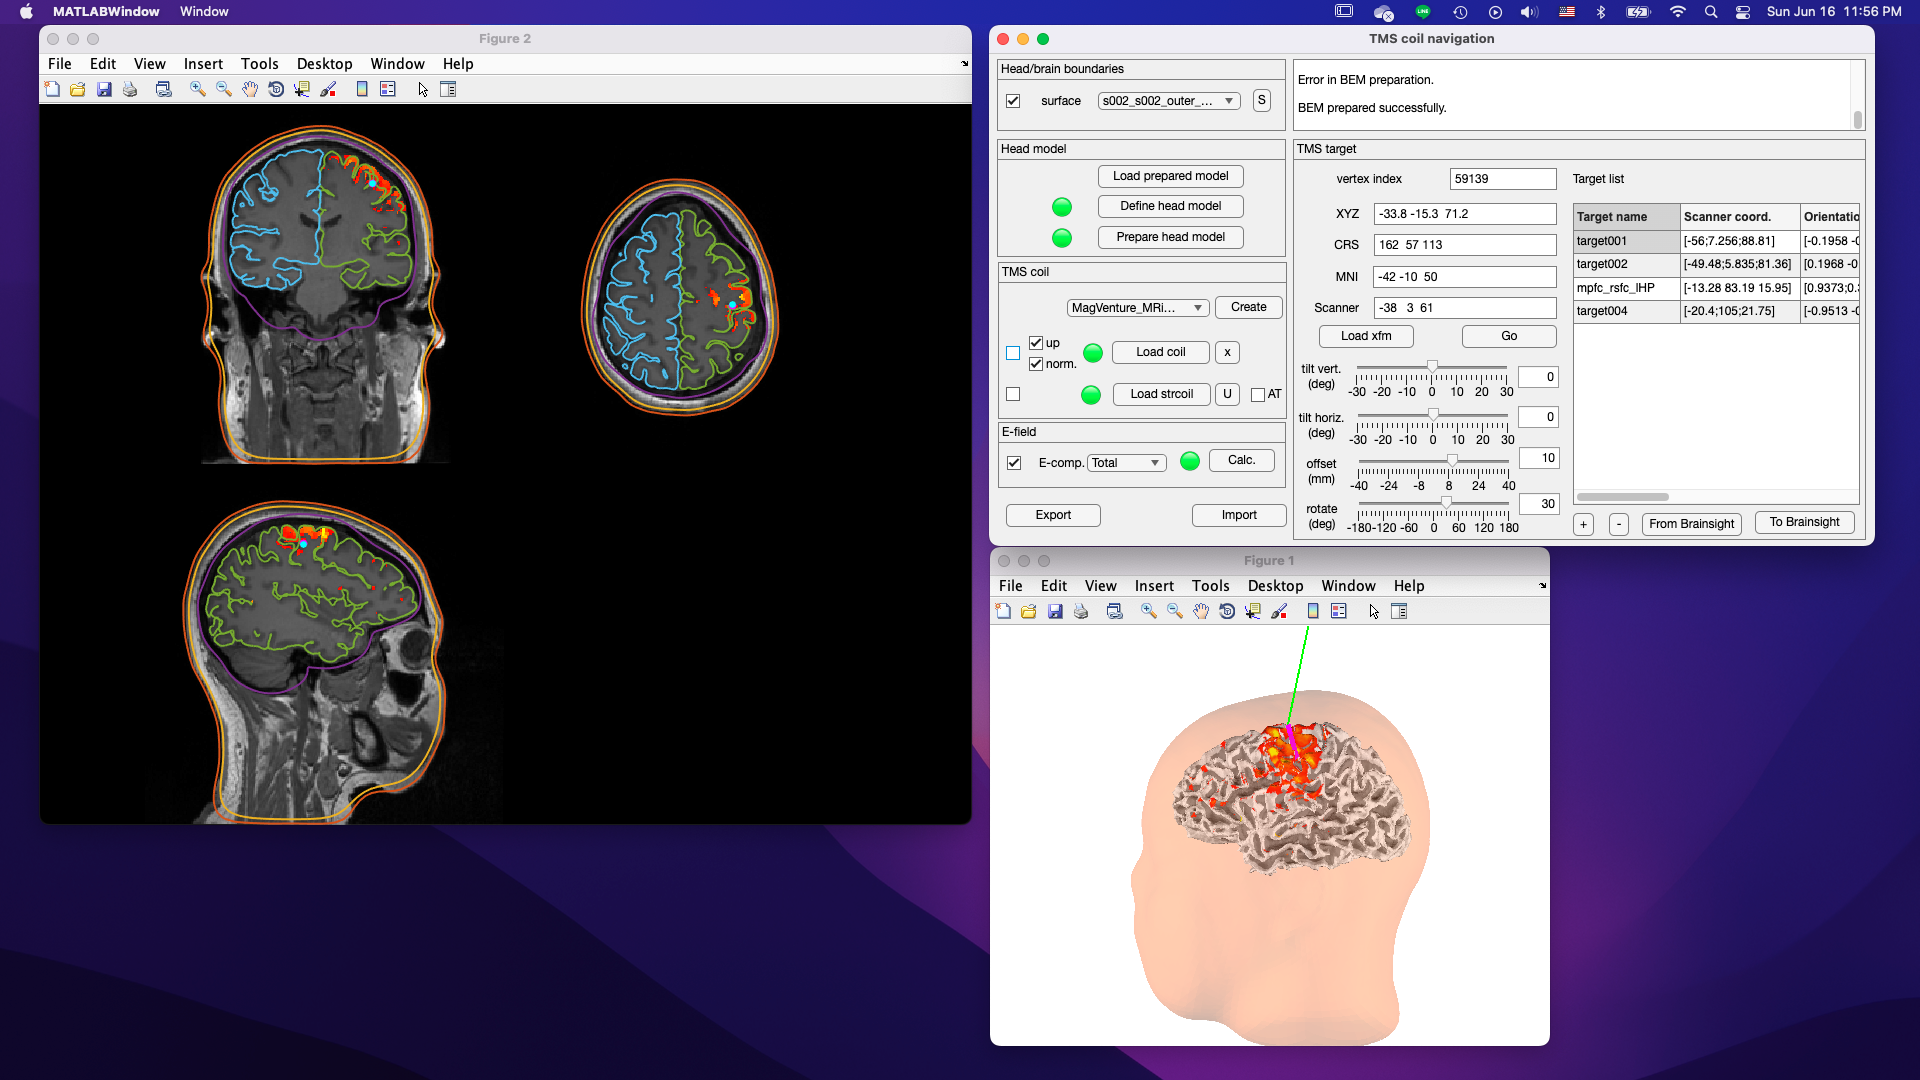 MATLABWindow Window
Sun Jun 16 11:56 PM
Figure 2
File Edit View Insert Tools Desktop Window Help
TMS coil navigation
Head/brain boundaries
surface s002_s002_outer_... S
Error in BEM preparation.
BEM prepared successfully.
Head model
Load prepared model
Define head model
Prepare head model
TMS coil
MagVenture_MRi... Create
up
norm.
Load coil x
Load strcoil U AT
E-field
E-comp. Total Calc.
Export Import
TMS target
vertex index 59139
XYZ -33.8 -15.3 71.2
CRS 162 57 113
MNI -42 -10 50
Scanner -38 3 61
Load xfm Go
tilt vert.
(deg)
-30 -20 -10 0 10 20 30
0
tilt horiz.
(deg)
-30 -20 -10 0 10 20 30
0
offset
(mm)
-40 -24 -8 8 24 40
10
rotate
(deg)
-180 -120 -60 0 60 120 180
30
Target list
Target name Scanner coord. Orientatio
target001 [-56;7.256;88.81] [-0.1958 -0
target002 [-49.48;5.835;81.36] [0.1968 -0
mpfc_rsfc_IHP [-13.28 83.19 15.95] [0.9373;0.
target004 [-20.4;105;21.75] [-0.9513 -0
+ - From Brainsight To Brainsight
Figure 1
File Edit View Insert Tools Desktop Window Help